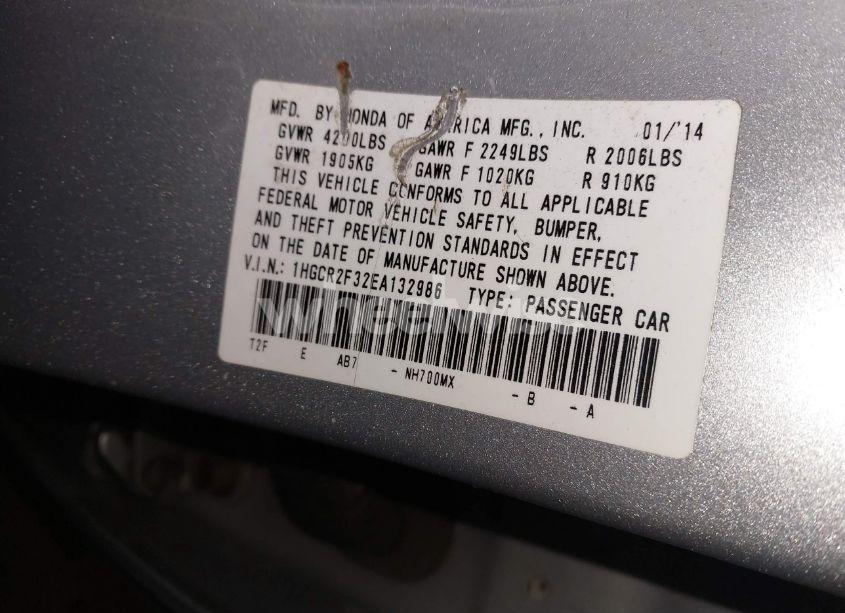 MFD. BY HONDA OF AMERICA MFG., INC. 01/'14
GVWR 4200LBS GAWR F 2249LBS R 2006LBS
GVWR 1905KG GAWR F 1020KG R 910KG
THIS VEHICLE CONFORMS TO ALL APPLICABLE
FEDERAL MOTOR VEHICLE SAFETY, BUMPER,
AND THEFT PREVENTION STANDARDS IN EFFECT
ON THE DATE OF MANUFACTURE SHOWN ABOVE.
V.I.N.: 1HGCR2F32EA132986 TYPE: PASSENGER CAR
T2F E AB7 - NH700MX - B - A